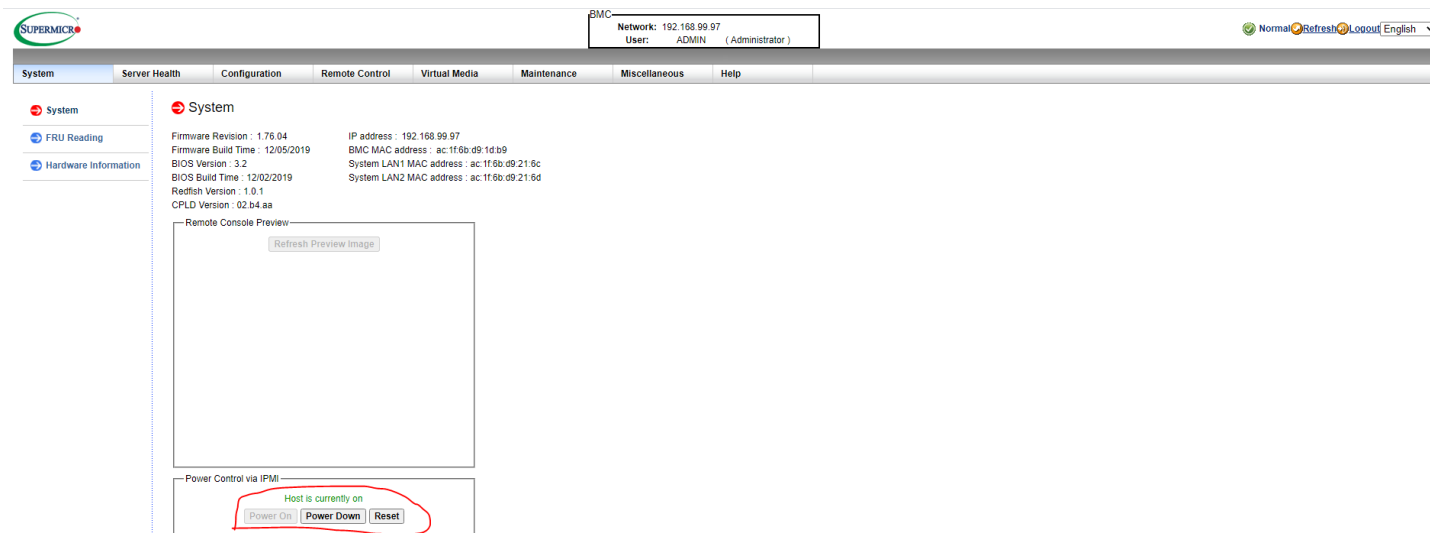 SUPERMICR
BMC
Network: 192.168.99.97
User: ADMIN ( Administrator )
Normal Refresh Logout English
System Server Health Configuration Remote Control Virtual Media Maintenance Miscellaneous Help
System
FRU Reading
Hardware Information
System
Firmware Revision : 1.76.04
Firmware Build Time : 12/05/2019
BIOS Version : 3.2
BIOS Build Time : 12/02/2019
Redfish Version : 1.0.1
CPLD Version : 02.b4.aa
IP address : 192.168.99.97
BMC MAC address : ac:1f:6b:d9:1d:b9
System LAN1 MAC address : ac:1f:6b:d9:21:6c
System LAN2 MAC address : ac:1f:6b:d9:21:6d
Remote Console Preview
Refresh Preview Image
Power Control via IPMI
Host is currently on
Power On Power Down Reset